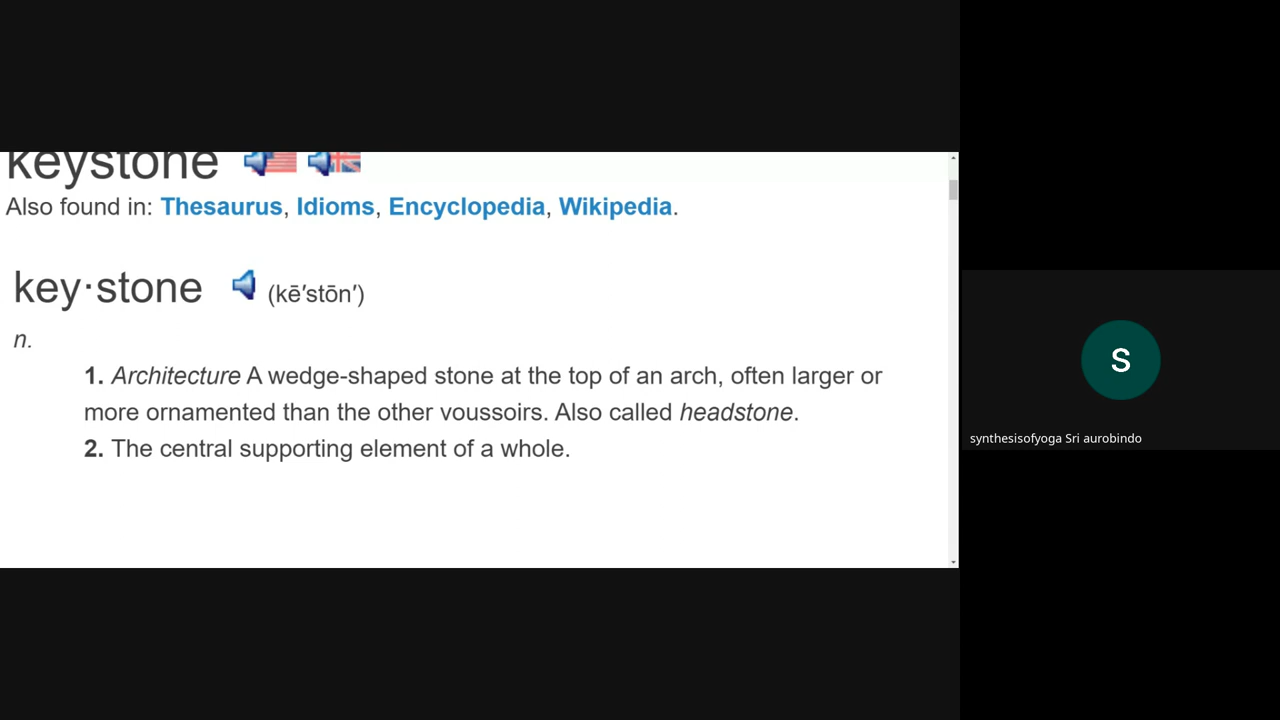 keystone
Also found in: Thesaurus, Idioms, Encyclopedia, Wikipedia.
key·stone (kē′stōn′)
n.
1. Architecture A wedge-shaped stone at the top of an arch, often larger or
more ornamented than the other voussoirs. Also called headstone.
2. The central supporting element of a whole.
S
synthesisofyoga Sri aurobindo